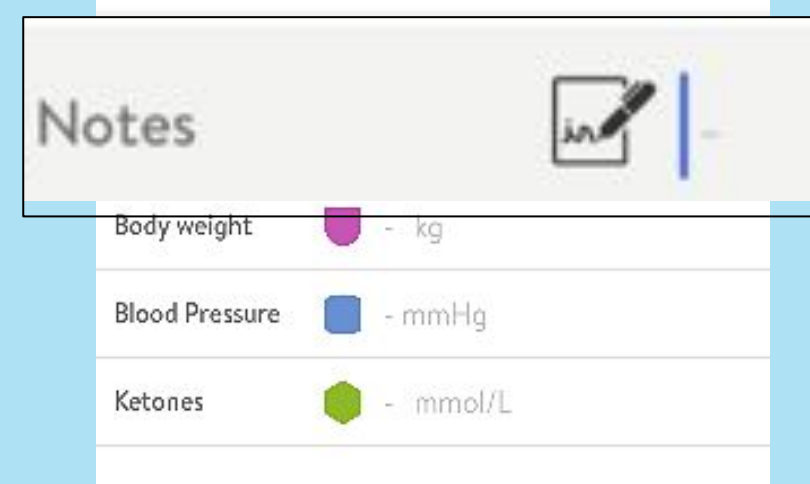 Notes -
Body weight - kg
Blood Pressure - mmHg
Ketones - mmol/L